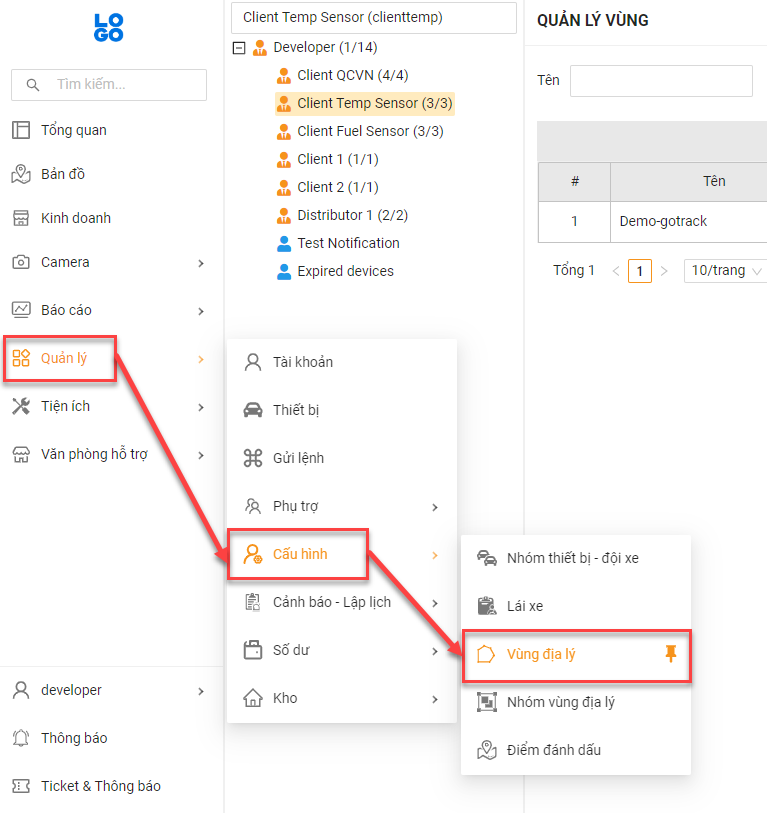 LO
GO
Tìm kiếm...
Tổng quan
Bản đồ
Kinh doanh
Camera
Báo cáo
Quản lý
Tiện ích
Văn phòng hỗ trợ
developer
Thông báo
Ticket & Thông báo
Client Temp Sensor (clienttemp)
Developer (1/14)
Client QCVN (4/4)
Client Temp Sensor (3/3)
Client Fuel Sensor (3/3)
Client 1 (1/1)
Client 2 (1/1)
Distributor 1 (2/2)
Test Notification
Expired devices
Tài khoản
Thiết bị
Gửi lệnh
Phụ trợ
Cấu hình
Cảnh báo - Lập lịch
Số dư
Kho
Nhóm thiết bị - đội xe
Lái xe
Vùng địa lý
Nhóm vùng địa lý
Điểm đánh dấu
QUẢN LÝ VÙNG
Tên
# Tên
1 Demo-gotrack
Tổng 1 < 1 > 10/trang